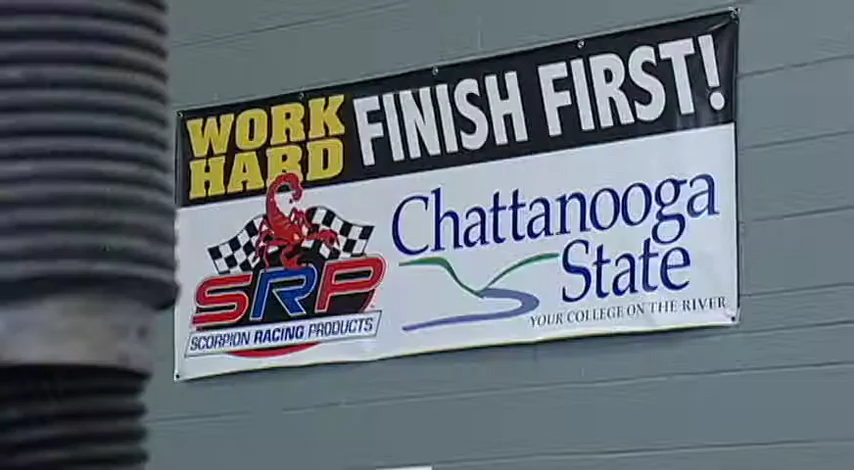 WORK HARD FINISH FIRST!
SRP
SCORPION RACING PRODUCTS
Chattanooga
State
YOUR COLLEGE ON THE RIVER